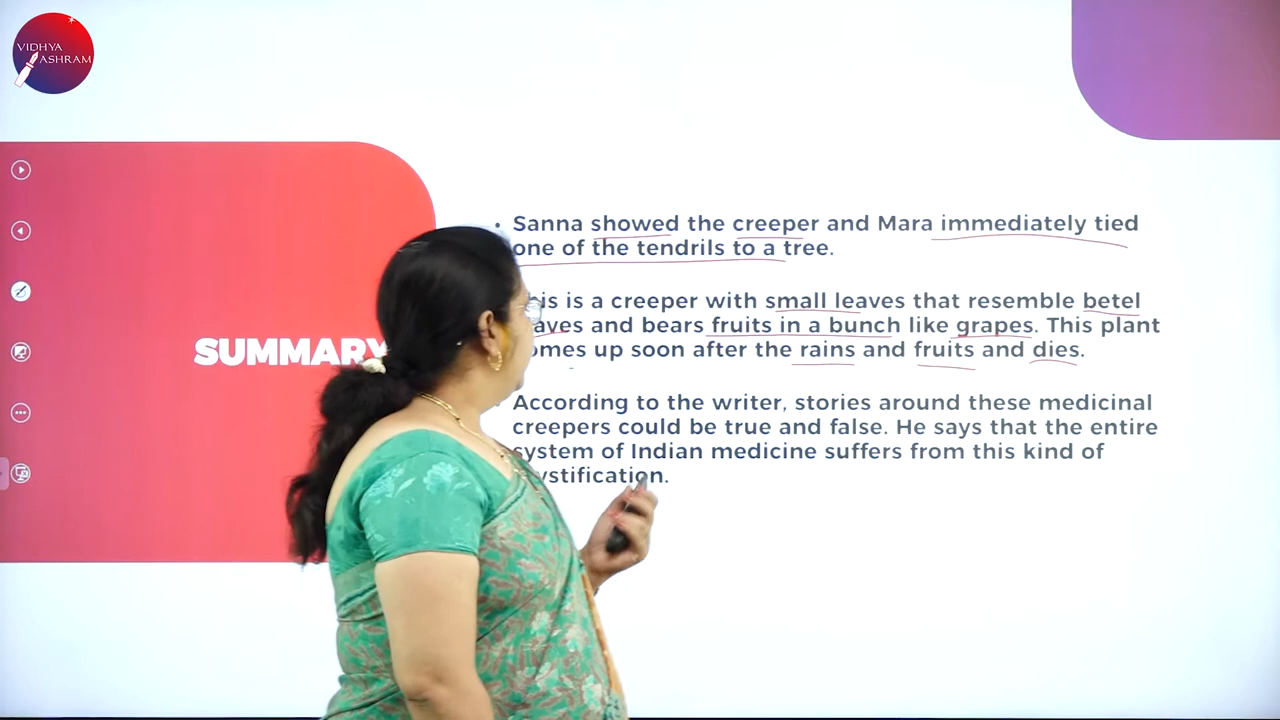 VIDHYA
ASHRAM
SUMMARY
• Sanna showed the creeper and Mara immediately tied
one of the tendrils to a tree.
is a creeper with small leaves that resemble betel
and bears fruits in a bunch like grapes. This plant
up soon after the rains and fruits and dies.
• According to the writer, stories around these medicinal
creepers could be true and false. He says that the entire
system of Indian medicine suffers from this kind of
mystification.